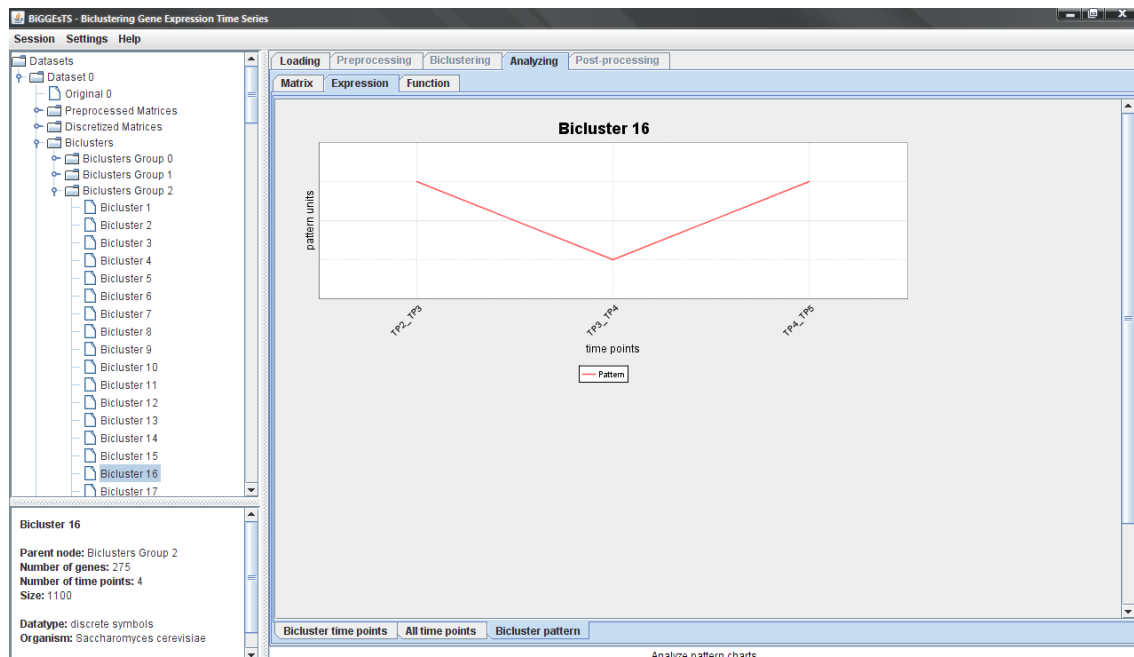 BiGGEsTS - Biclustering Gene Expression Time Series
Session Settings Help
Datasets
Dataset 0
Original 0
Preprocessed Matrices
Discretized Matrices
Biclusters
Biclusters Group 0
Biclusters Group 1
Biclusters Group 2
Bicluster 1
Bicluster 2
Bicluster 3
Bicluster 4
Bicluster 5
Bicluster 6
Bicluster 7
Bicluster 8
Bicluster 9
Bicluster 10
Bicluster 11
Bicluster 12
Bicluster 13
Bicluster 14
Bicluster 15
Bicluster 16
Bicluster 17
Bicluster 16
Parent node: Biclusters Group 2
Number of genes: 275
Number of time points: 4
Size: 1100
Datatype: discrete symbols
Organism: Saccharomyces cerevisiae
Loading Preprocessing Biclustering Analyzing Post-processing
Matrix Expression Function
Bicluster 16
pattern units
TP2_TP3 TP3_TP4 TP4_TP5
time points
Pattern
Bicluster time points All time points Bicluster pattern
Analyze pattern charts